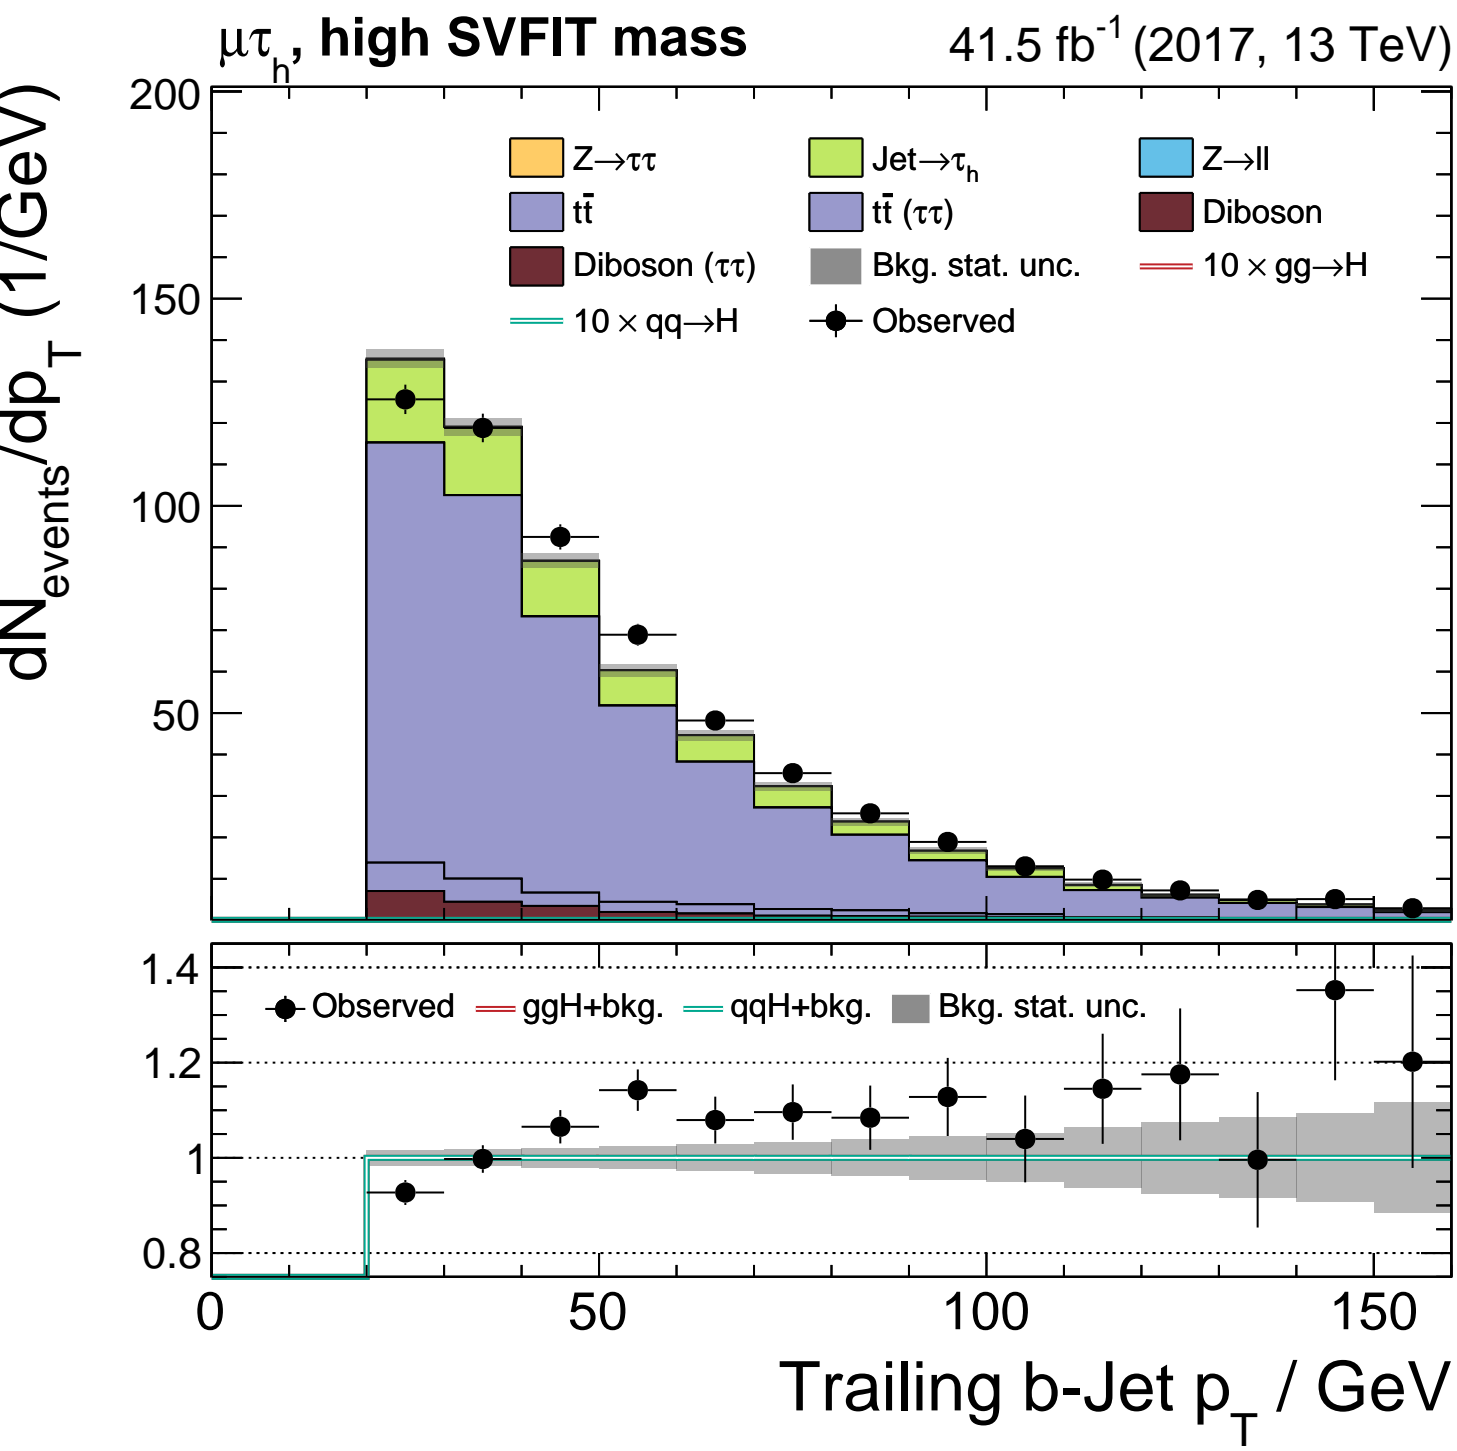 μτₕ, high SVFIT mass 41.5 fb⁻¹ (2017, 13 TeV)
dN_events/dp_T (1/GeV)
200
150
100
50
Z→ττ Jet→τₕ Z→ll
tt̄ tt̄ (ττ) Diboson
Diboson (ττ) Bkg. stat. unc. 10 × gg→H
10 × qq→H Observed
1.4
1.2
1
0.8
Observed ggH+bkg. qqH+bkg. Bkg. stat. unc.
0 50 100 150
Trailing b-Jet p_T / GeV